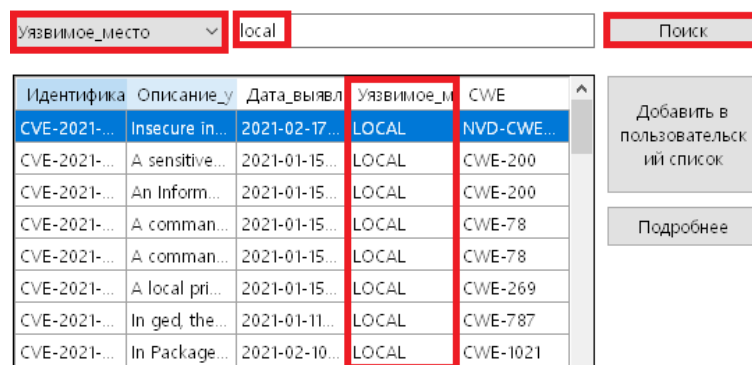 Уязвимое_место local Поиск
Идентифика Описание_у Дата_выявл Уязвимое_м CWE
CVE-2021-... Insecure in... 2021-02-17... LOCAL NVD-CWE...
CVE-2021-... A sensitive... 2021-01-15... LOCAL CWE-200
CVE-2021-... An Inform... 2021-01-15... LOCAL CWE-200
CVE-2021-... A comman... 2021-01-15... LOCAL CWE-78
CVE-2021-... A comman... 2021-01-15... LOCAL CWE-78
CVE-2021-... A local pri... 2021-01-15... LOCAL CWE-269
CVE-2021-... In ged, the... 2021-01-11... LOCAL CWE-787
CVE-2021-... In Package... 2021-02-10... LOCAL CWE-1021
Добавить в
пользовательск
ий список
Подробнее